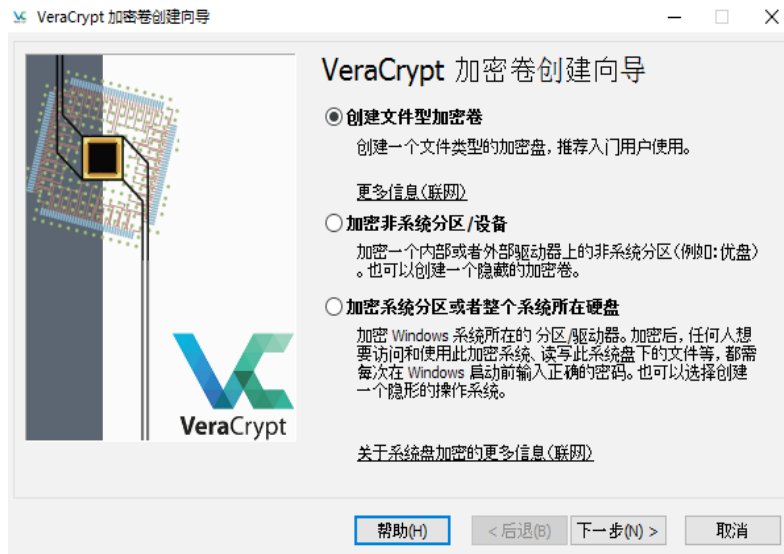 VeraCrypt 加密卷创建向导
VeraCrypt 加密卷创建向导
创建文件型加密卷
创建一个文件类型的加密盘，推荐入门用户使用。
更多信息(联网)
加密非系统分区/设备
加密一个内部或者外部驱动器上的非系统分区(例如:优盘)
。也可以创建一个隐藏的加密卷。
加密系统分区或者整个系统所在硬盘
加密 Windows 系统所在的 分区/驱动器。加密后，任何人想
要访问和使用此加密系统、读写此系统盘下的文件等，都需
每次在 Windows 启动前输入正确的密码。也可以选择创建
一个隐形的操作系统。
关于系统盘加密的更多信息(联网)
VeraCrypt
帮助(H)
< 后退(B)
下一步(N) >
取消